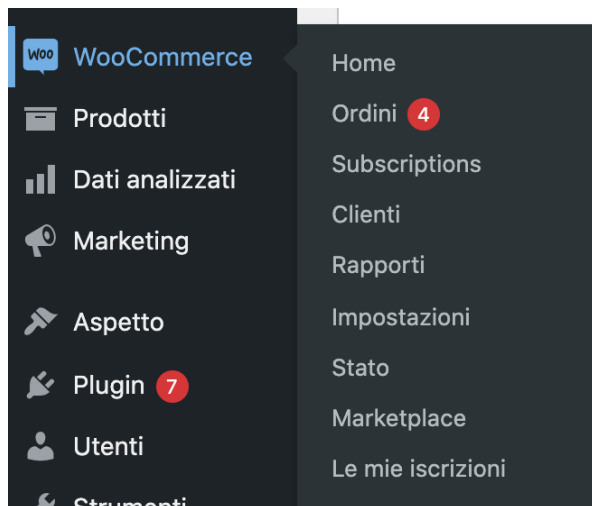 Woo
WooCommerce
Prodotti
Dati analizzati
Marketing
Aspetto
Plugin 7
Utenti
Strumenti
Home
Ordini 4
Subscriptions
Clienti
Rapporti
Impostazioni
Stato
Marketplace
Le mie iscrizioni